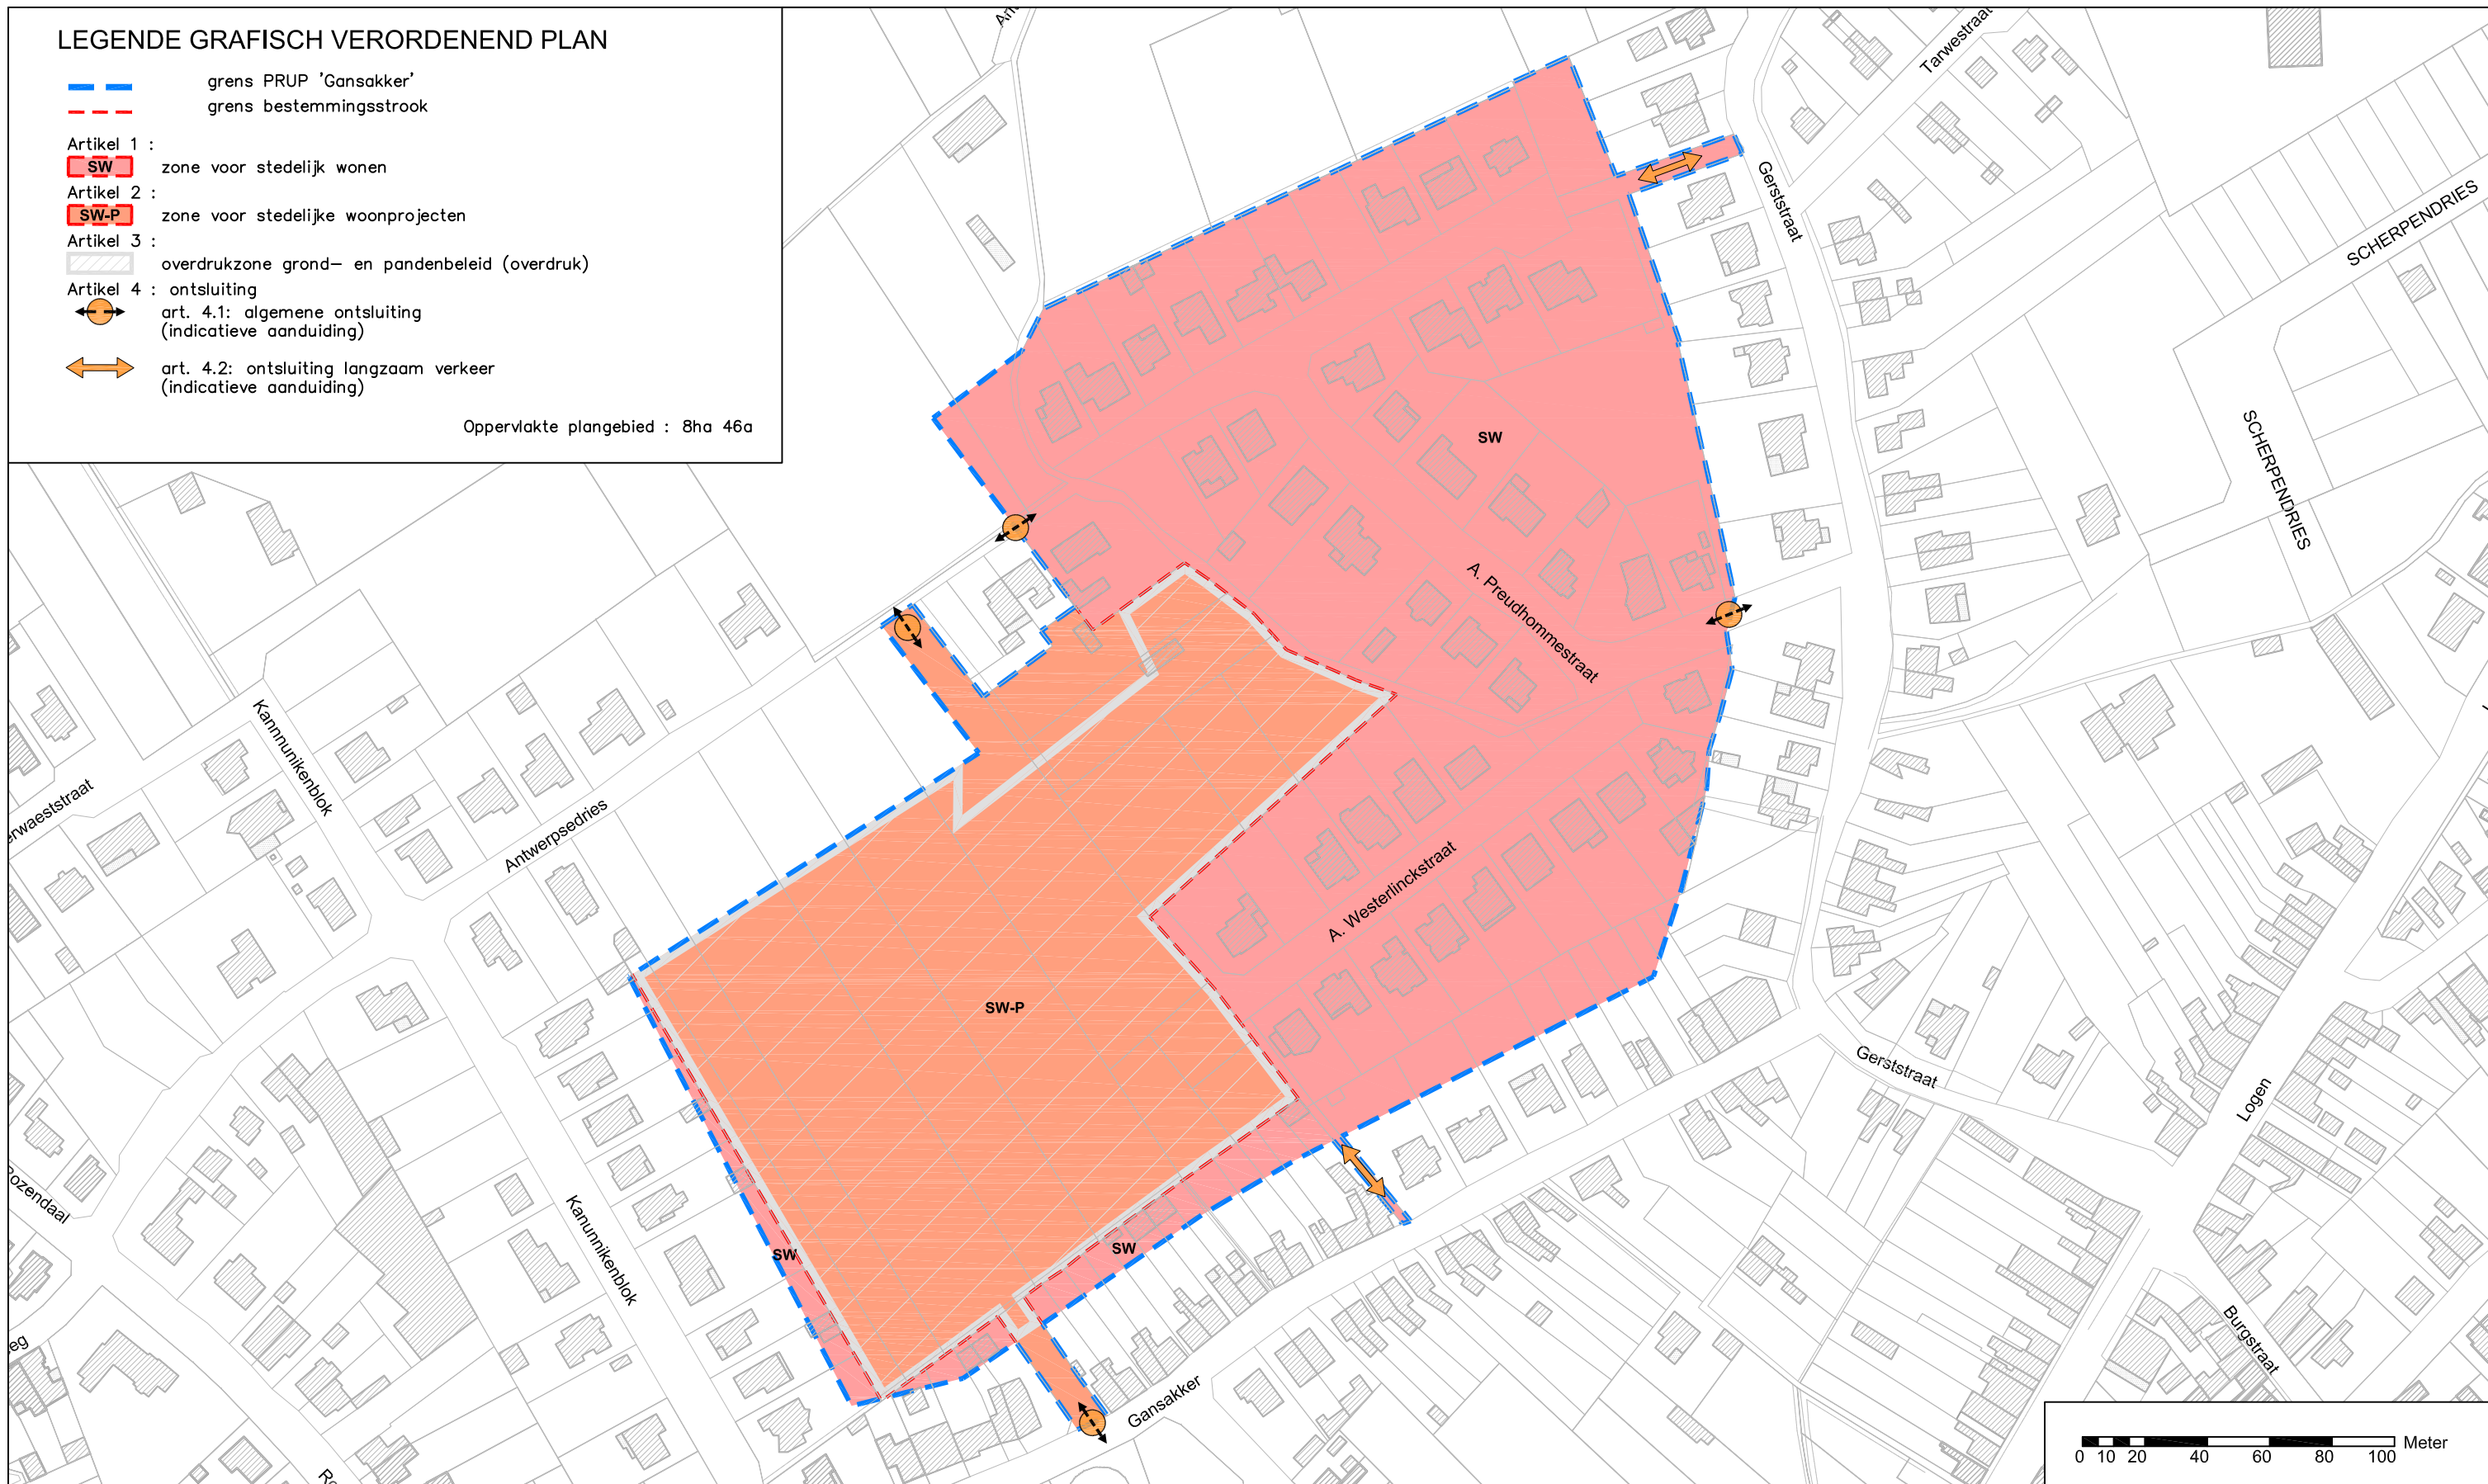 LEGENDE GRAFISCH VERORDENEND PLAN
grens PRUP 'Gansakker'
grens bestemmingsstrook
Artikel 1 :
SW zone voor stedelijk wonen
Artikel 2 :
SW-P zone voor stedelijke woonprojecten
Artikel 3 :
overdrukzone grond- en pandenbeleid (overdruk)
Artikel 4 : ontsluiting
art. 4.1: algemene ontsluiting
(indicatieve aanduiding)
art. 4.2: ontsluiting langzaam verkeer
(indicatieve aanduiding)
Oppervlakte plangebied : 8ha 46a
Tarwestraat
Gerststraat
SCHERPENDRIES
SCHERPENDRIES
SW
A. Preudhommestraat
Kannunikenblok
erwaeststraat
Antwerpsedries
A. Westerlinckstraat
SW-P
Gerststraat
Logen
Rozendaal
Kanunnikenblok
SW
SW
Gansakker
Burgstraat
eg
0 10 20 40 60 80 100 Meter